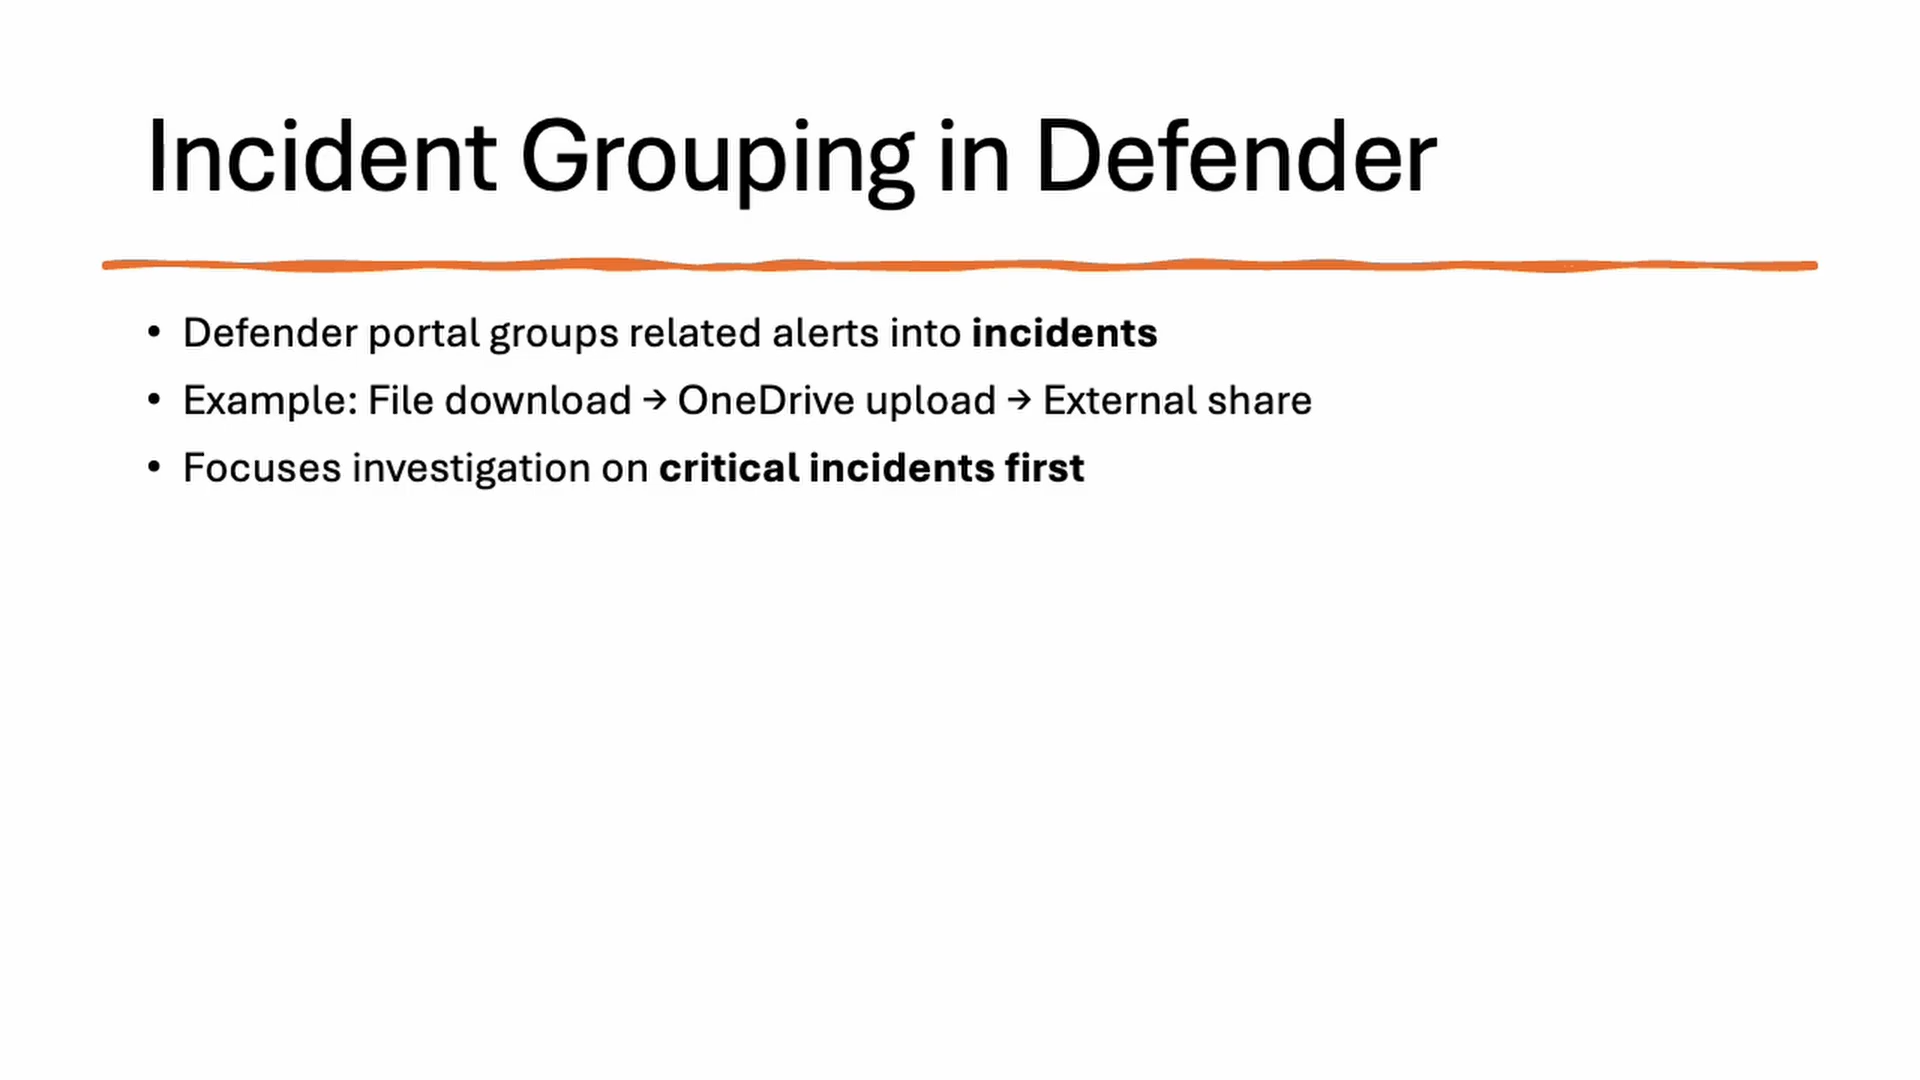 Incident Grouping in Defender
• Defender portal groups related alerts into incidents
• Example: File download → OneDrive upload → External share
• Focuses investigation on critical incidents first